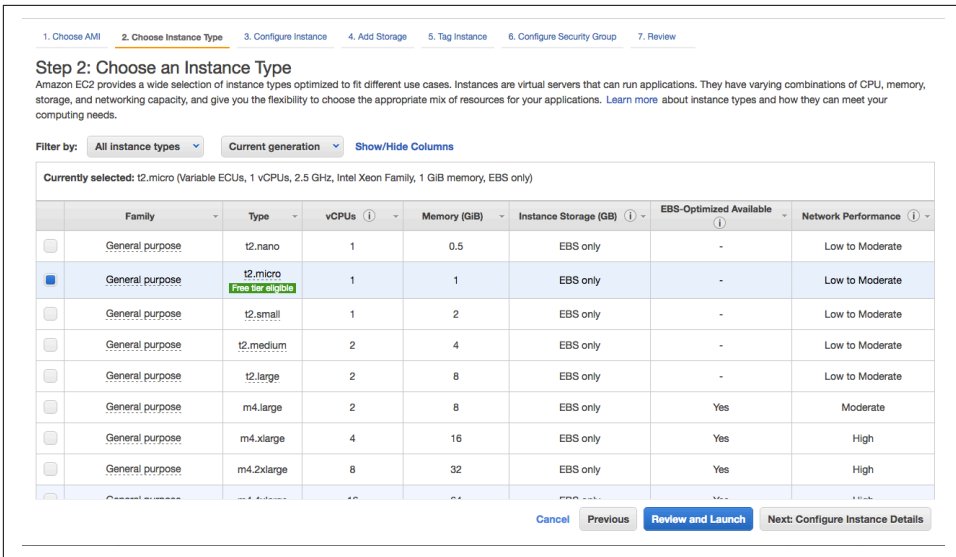 1. Choose AMI 2. Choose Instance Type 3. Configure Instance 4. Add Storage 5. Tag Instance 6. Configure Security Group 7. Review
Step 2: Choose an Instance Type
Amazon EC2 provides a wide selection of instance types optimized to fit different use cases. Instances are virtual servers that can run applications. They have varying combinations of CPU, memory,
storage, and networking capacity, and give you the flexibility to choose the appropriate mix of resources for your applications. Learn more about instance types and how they can meet your
computing needs.
Filter by: All instance types Current generation Show/Hide Columns
Currently selected: t2.micro (Variable ECUs, 1 vCPUs, 2.5 GHz, Intel Xeon Family, 1 GiB memory, EBS only)
Family Type vCPUs i Memory (GiB) Instance Storage (GB) i EBS-Optimized Available i Network Performance i
General purpose t2.nano 1 0.5 EBS only - Low to Moderate
General purpose t2.micro 1 1 EBS only - Low to Moderate
Free tier eligible
General purpose t2.small 1 2 EBS only - Low to Moderate
General purpose t2.medium 2 4 EBS only - Low to Moderate
General purpose t2.large 2 8 EBS only - Low to Moderate
General purpose m4.large 2 8 EBS only Yes Moderate
General purpose m4.xlarge 4 16 EBS only Yes High
General purpose m4.2xlarge 8 32 EBS only Yes High
Cancel Previous Review and Launch Next: Configure Instance Details